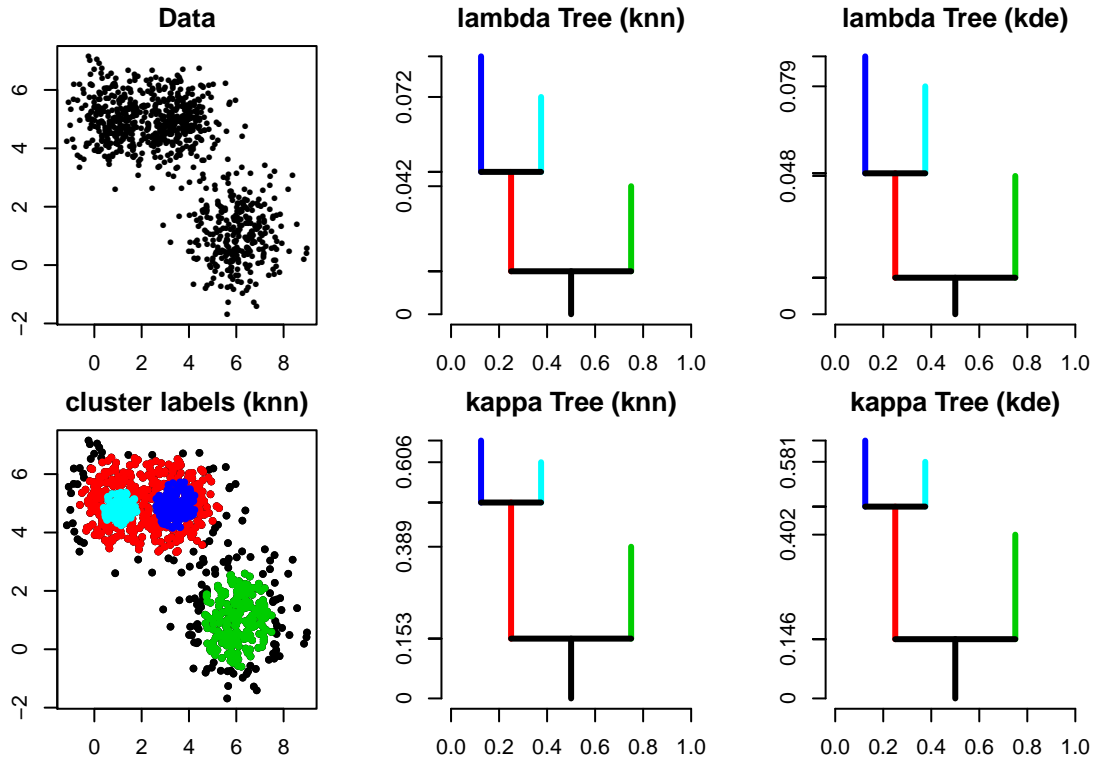 Data
6
4
2
0
−2
0 2 4 6 8
lambda Tree (knn)
0.072
0.042
0
0.0 0.2 0.4 0.6 0.8 1.0
lambda Tree (kde)
0.079
0.048
0
0.0 0.2 0.4 0.6 0.8 1.0
cluster labels (knn)
6
4
2
0
−2
0 2 4 6 8
kappa Tree (knn)
0.606
0.389
0.153
0
0.0 0.2 0.4 0.6 0.8 1.0
kappa Tree (kde)
0.581
0.402
0.146
0
0.0 0.2 0.4 0.6 0.8 1.0